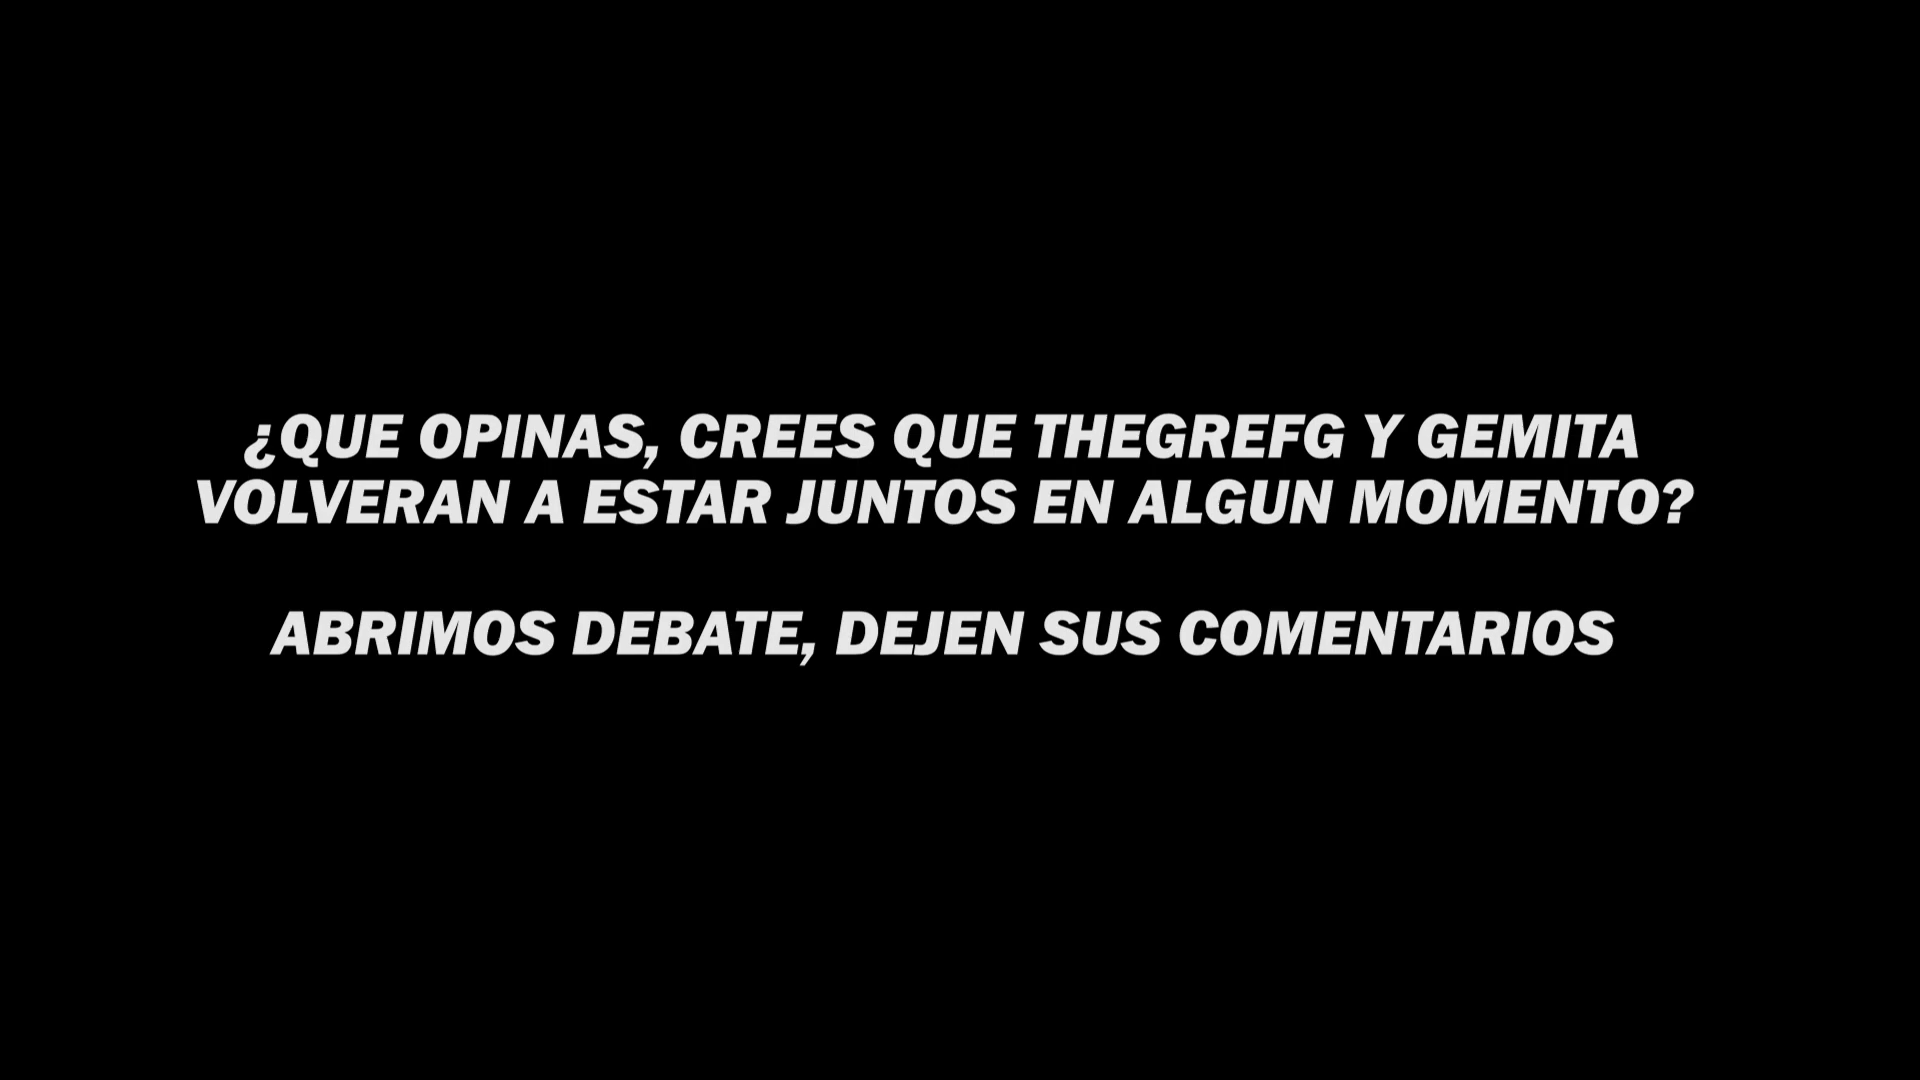 ¿QUE OPINAS, CREES QUE THEGREFG Y GEMITA
VOLVERAN A ESTAR JUNTOS EN ALGUN MOMENTO?
ABRIMOS DEBATE, DEJEN SUS COMENTARIOS